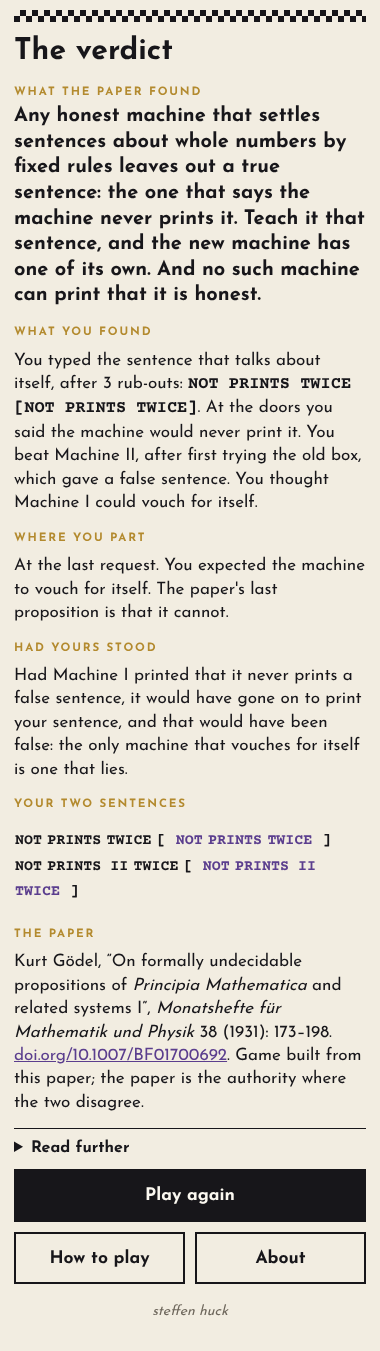 The verdict
WHAT THE PAPER FOUND
Any honest machine that settles
sentences about whole numbers by
fixed rules leaves out a true
sentence: the one that says the
machine never prints it. Teach it that
sentence, and the new machine has
one of its own. And no such machine
can print that it is honest.
WHAT YOU FOUND
You typed the sentence that talks about
itself, after 3 rub-outs: NOT PRINTS TWICE
[NOT PRINTS TWICE]. At the doors you
said the machine would never print it. You
beat Machine II, after first trying the old box,
which gave a false sentence. You thought
Machine I could vouch for itself.
WHERE YOU PART
At the last request. You expected the machine
to vouch for itself. The paper's last
proposition is that it cannot.
HAD YOURS STOOD
Had Machine I printed that it never prints a
false sentence, it would have gone on to print
your sentence, and that would have been
false: the only machine that vouches for itself
is one that lies.
YOUR TWO SENTENCES
NOT PRINTS TWICE [ NOT PRINTS TWICE ]
NOT PRINTS II TWICE [ NOT PRINTS II
TWICE ]
THE PAPER
Kurt Gödel, “On formally undecidable
propositions of Principia Mathematica and
related systems I”, Monatshefte für
Mathematik und Physik 38 (1931): 173–198.
doi.org/10.1007/BF01700692. Game built from
this paper; the paper is the authority where
the two disagree.
▶ Read further
Play again
How to play
About
steffen huck